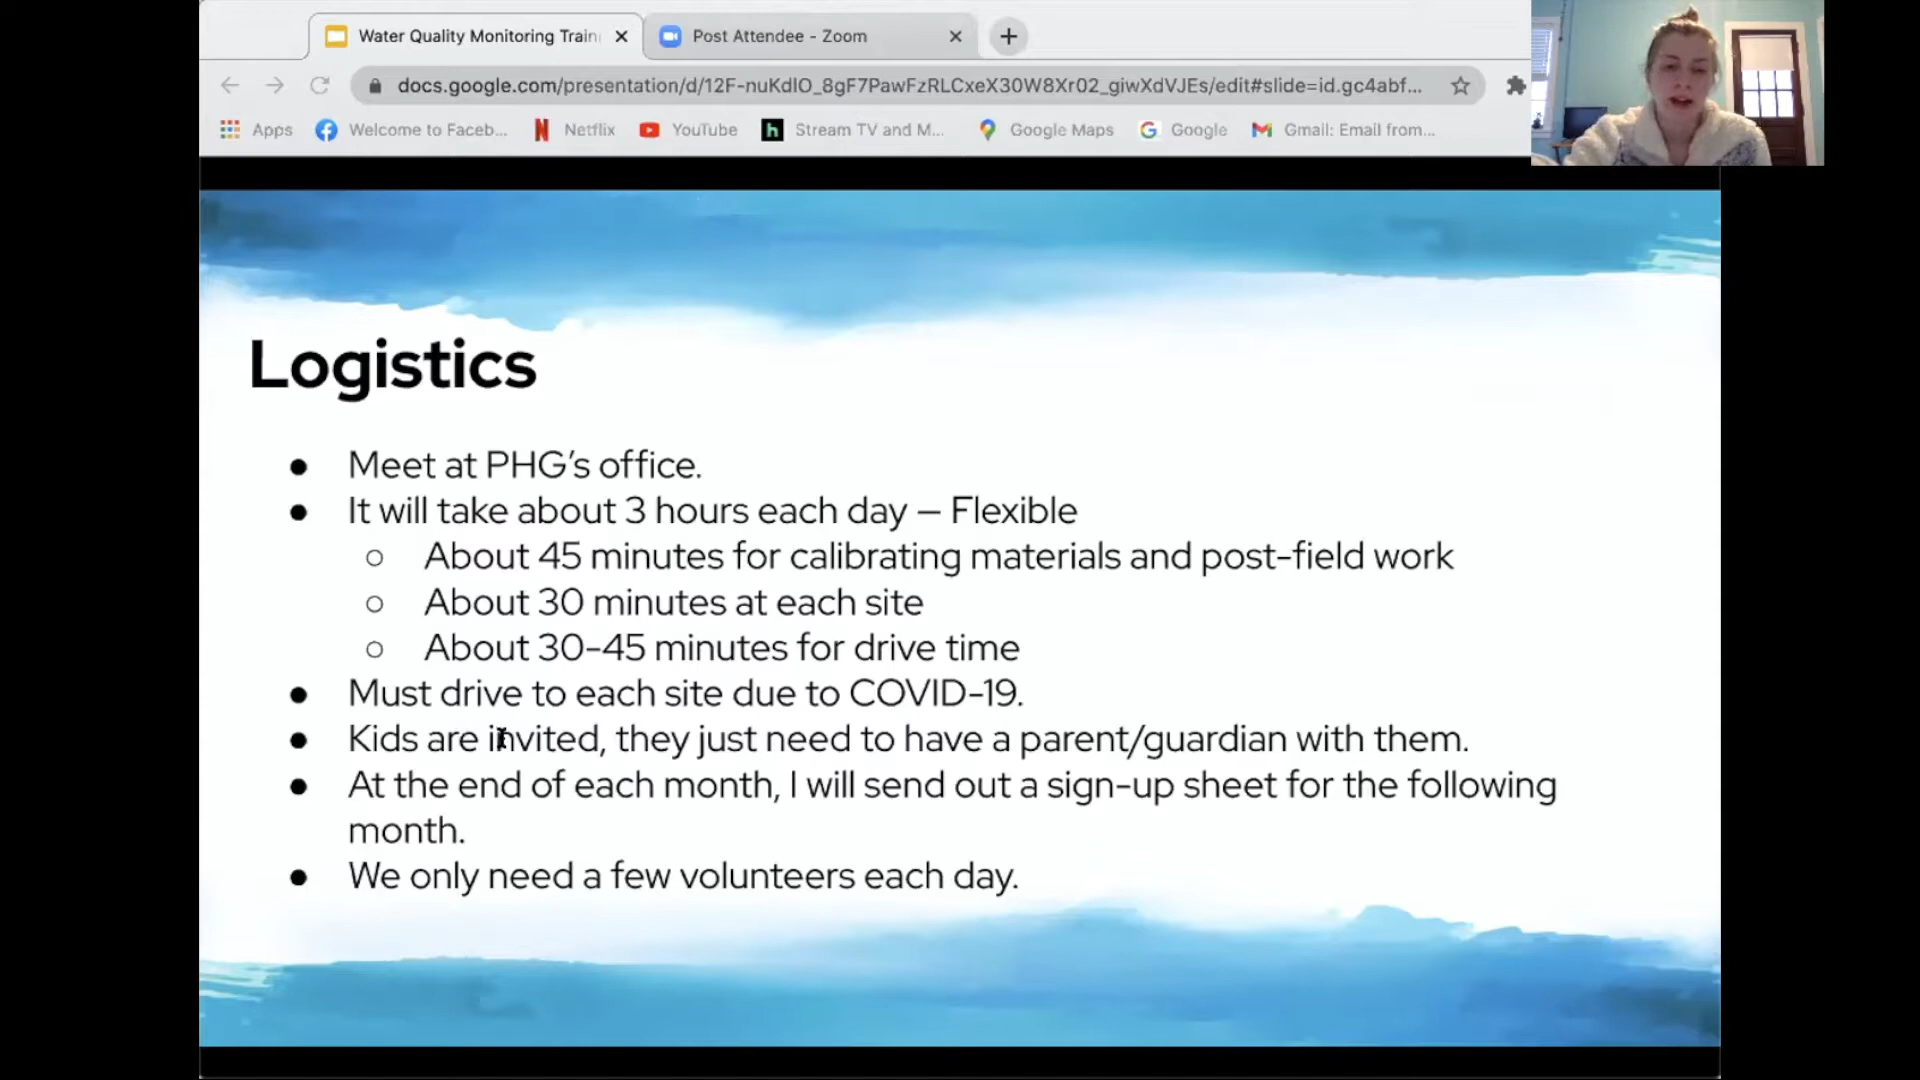 Water Quality Monitoring Train
Post Attendee - Zoom
docs.google.com/presentation/d/12F-nuKdlO_8gF7PawFzRLCxeX30W8Xr02_giwXdVJEs/edit#slide=id.gc4abf...
Apps
Welcome to Faceb...
Netflix
YouTube
h
Stream TV and M...
Google Maps
Google
Gmail: Email from...
Logistics
● Meet at PHG's office.
● It will take about 3 hours each day — Flexible
○ About 45 minutes for calibrating materials and post-field work
○ About 30 minutes at each site
○ About 30-45 minutes for drive time
● Must drive to each site due to COVID-19.
● Kids are invited, they just need to have a parent/guardian with them.
● At the end of each month, I will send out a sign-up sheet for the following
month.
● We only need a few volunteers each day.